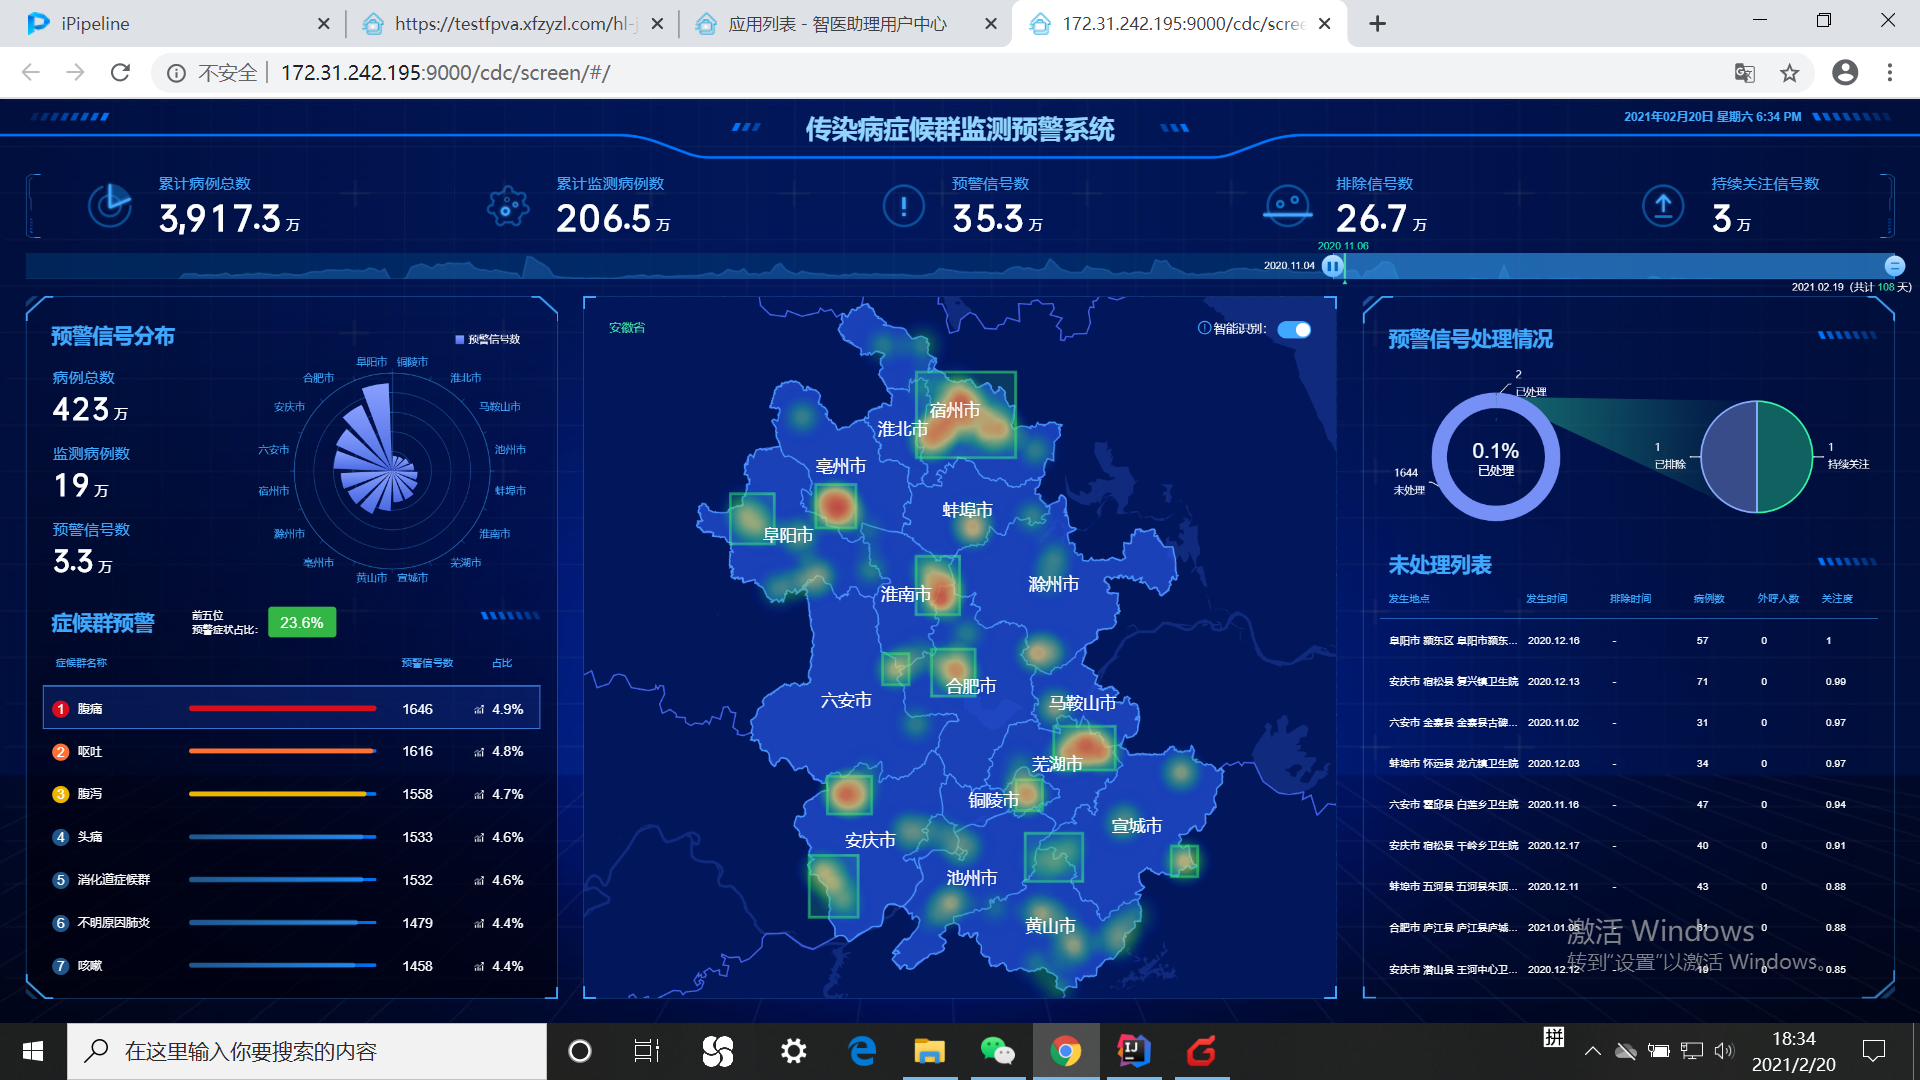 iPipeline
https://testfpva.xfzyzl.com/hl-j
应用列表 - 智医助理用户中心
172.31.242.195:9000/cdc/scree
不安全
172.31.242.195:9000/cdc/screen/#/
传染病症候群监测预警系统
2021年02月20日 星期六 6:34 PM
累计病例总数
3,917.3 万
累计监测病例数
206.5 万
预警信号数
35.3 万
排除信号数
26.7 万
持续关注信号数
3 万
2020.11.06
2020.11.04
2021.02.19 (共计 108 天)
预警信号分布
预警信号数
病例总数
423 万
监测病例数
19 万
预警信号数
3.3 万
阜阳市
铜陵市
合肥市
淮北市
安庆市
马鞍山市
六安市
池州市
宿州市
蚌埠市
滁州市
淮南市
亳州市
芜湖市
黄山市
宣城市
症候群预警
前五位
预警症状占比:
23.6%
症候群名称 预警信号数 占比
1 腹痛 1646 4.9%
2 呕吐 1616 4.8%
3 腹泻 1558 4.7%
4 头痛 1533 4.6%
5 消化道症候群 1532 4.6%
6 不明原因肺炎 1479 4.4%
7 咳嗽 1458 4.4%
安徽省
智能识别:
宿州市
淮北市
亳州市
蚌埠市
阜阳市
滁州市
淮南市
合肥市
六安市
马鞍山市
芜湖市
铜陵市
宣城市
安庆市
池州市
黄山市
预警信号处理情况
2
已处理
0.1%
已处理
1644
未处理
1
已排除
1
持续关注
未处理列表
发生地点 发生时间 排除时间 病例数 外呼人数 关注度
阜阳市 颍东区 阜阳市颍东... 2020.12.16 - 57 0 1
安庆市 宿松县 复兴镇卫生院 2020.12.13 - 71 0 0.99
六安市 金寨县 金寨县古碑... 2020.11.02 - 31 0 0.97
蚌埠市 怀远县 龙亢镇卫生院 2020.12.03 - 34 0 0.97
六安市 霍邱县 白莲乡卫生院 2020.11.16 - 47 0 0.94
安庆市 宿松县 千岭乡卫生院 2020.12.17 - 40 0 0.91
蚌埠市 五河县 五河县朱顶... 2020.12.11 - 43 0 0.88
合肥市 庐江县 庐江县庐城... 2021.01.05 61 0 0.88
安庆市 潜山县 王河中心卫... 2020.12.12 - 19 0 0.85
激活 Windows
转到"设置"以激活 Windows。
在这里输入你要搜索的内容
拼
18:34
2021/2/20